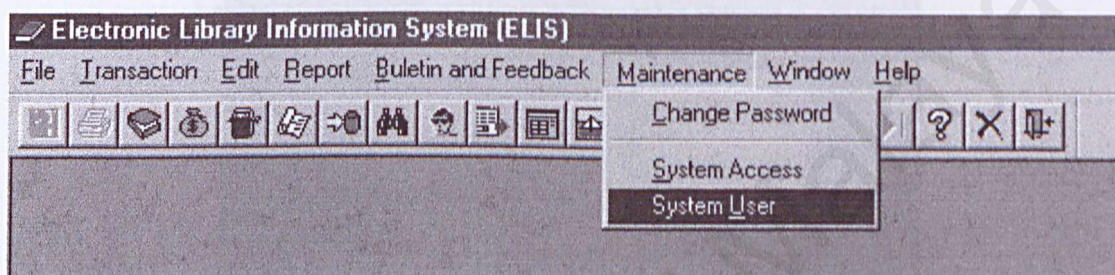 Electronic Library Information System (ELIS)
File Transaction Edit Report Buletin and Feedback Maintenance Window Help
Change Password
System Access
System User